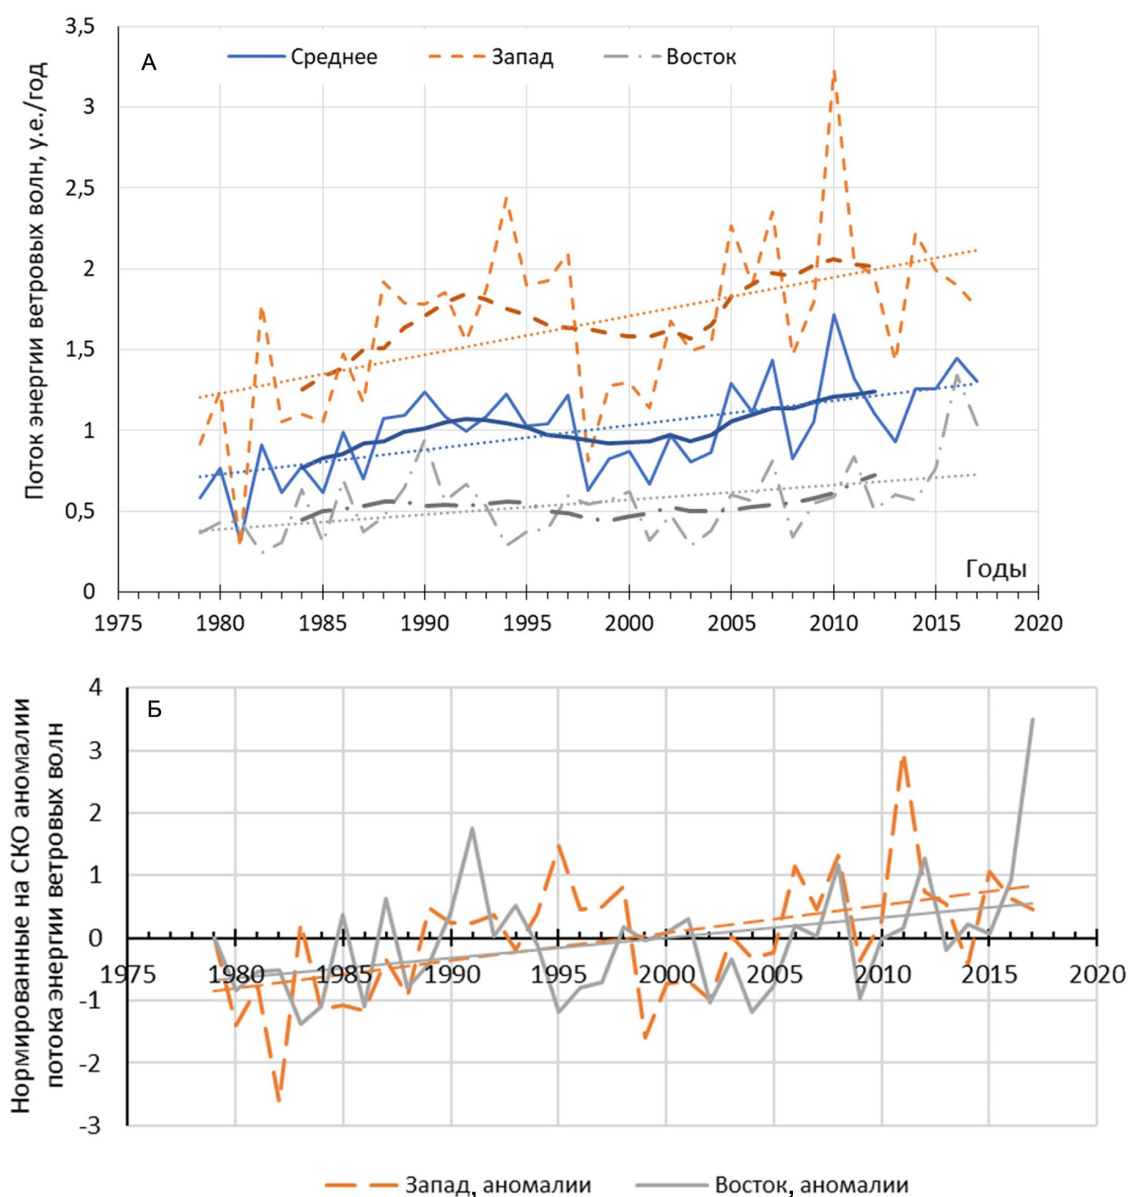 3,5
А
Среднее
Запад
Восток
3
2,5
2
1,5
1
0,5
0
Поток энергии ветровых волн, у.е./год
Годы
1975 1980 1985 1990 1995 2000 2005 2010 2015 2020
4
Б
3
2
1
0
-1
-2
-3
Нормированные на СКО аномалии
потока энергии ветровых волн
1975 1980 1985 1990 1995 2000 2005 2010 2015 2020
Запад, аномалии
Восток, аномалии